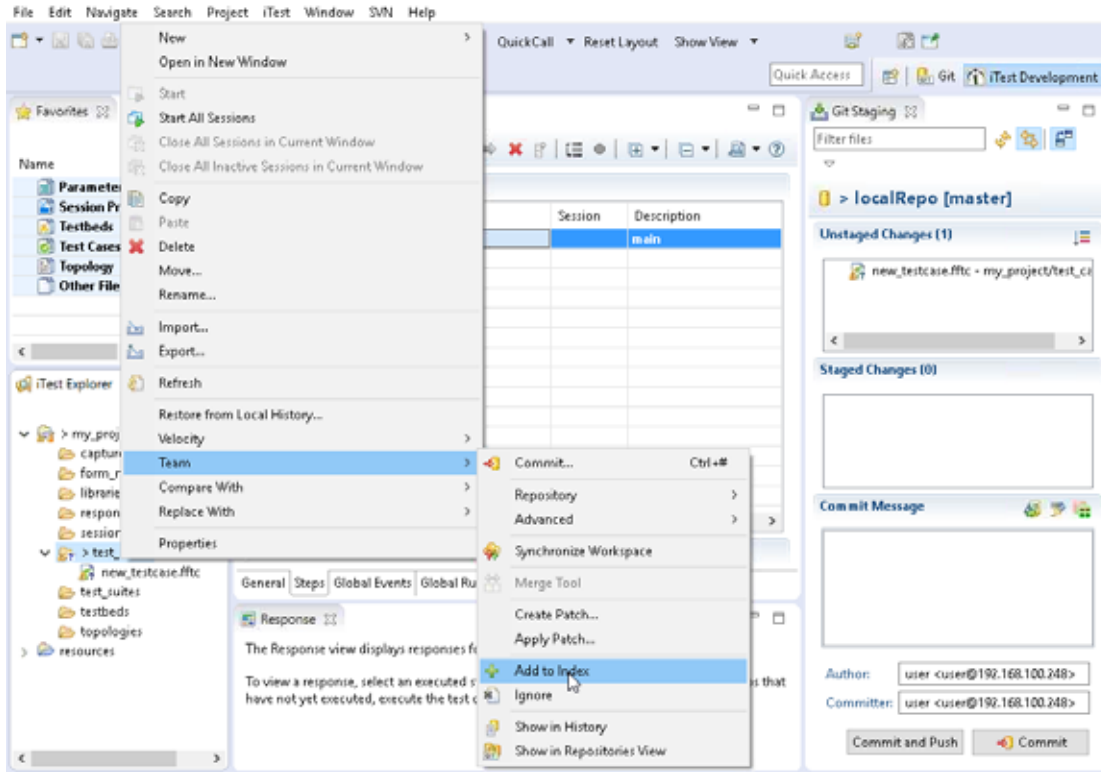 File Edit Navigate Search Project iTest Window SVN Help
QuickCall Reset Layout Show View
Quick Access Git iTest Development
Favorites
Name
Parameter
Session Pr
Testbeds
Test Cases
Topology
Other File
iTest Explorer
> my_proj
captur
form_r
librarie
respon
session
> test_
new_testcase.fftc
test_suites
testbeds
topologies
resources
New
Open in New Window
Start
Start All Sessions
Close All Sessions in Current Window
Close All Inactive Sessions in Current Window
Copy
Paste
Delete
Move...
Rename...
Import...
Export...
Refresh
Restore from Local History...
Velocity
Team
Compare With
Replace With
Properties
Session Description
main
Commit... Ctrl+#
Repository
Advanced
Synchronize Workspace
Merge Tool
Create Patch...
Apply Patch...
Add to Index
Ignore
Show in History
Show in Repositories View
General Steps Global Events Global Ru
Response
The Response view displays responses f
To view a response, select an executed s
s that
have not yet executed, execute the test c
Git Staging
Filter files
> localRepo [master]
Unstaged Changes (1)
new_testcase.fftc - my_project/test_ca
Staged Changes (0)
Commit Message
Author: user <user@192.168.100.248>
Committer: user <user@192.168.100.248>
Commit and Push Commit